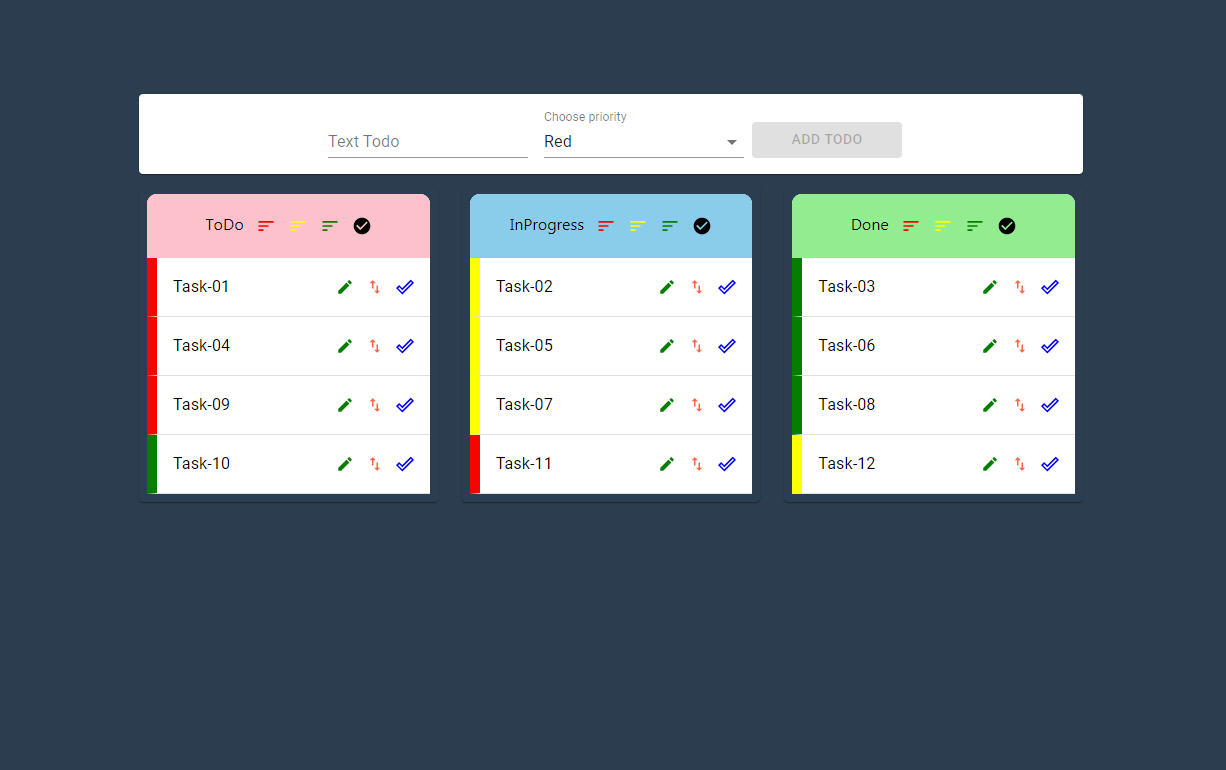 Choose priority
Text Todo Red ADD TODO
ToDo InProgress Done
Task-01 Task-02 Task-03
Task-04 Task-05 Task-06
Task-09 Task-07 Task-08
Task-10 Task-11 Task-12